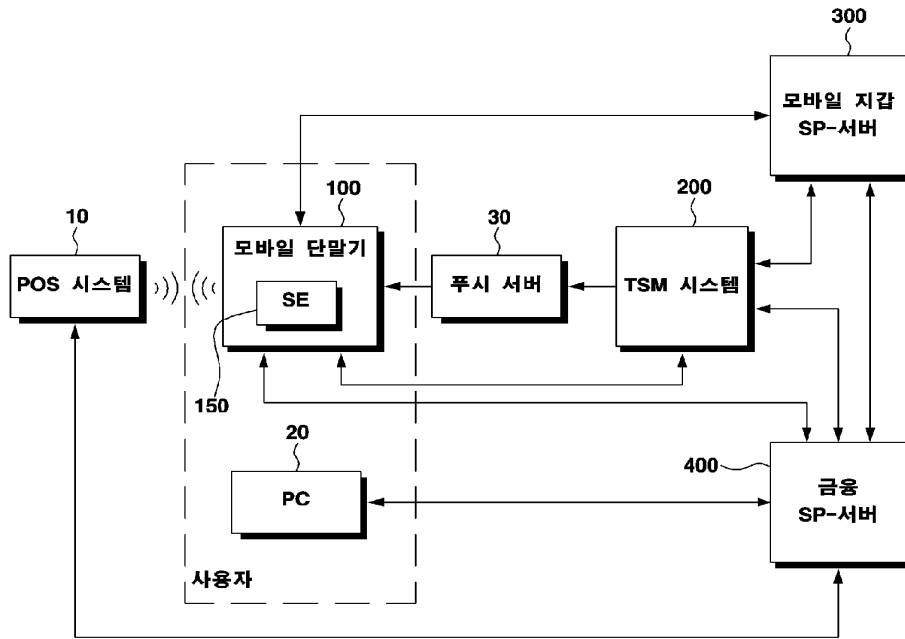 300
모바일 지갑
SP-서버
10
100
30
200
POS 시스템
모바일 단말기
SE
푸시 서버
TSM 시스템
150
20
400
PC
금융
SP-서버
사용자